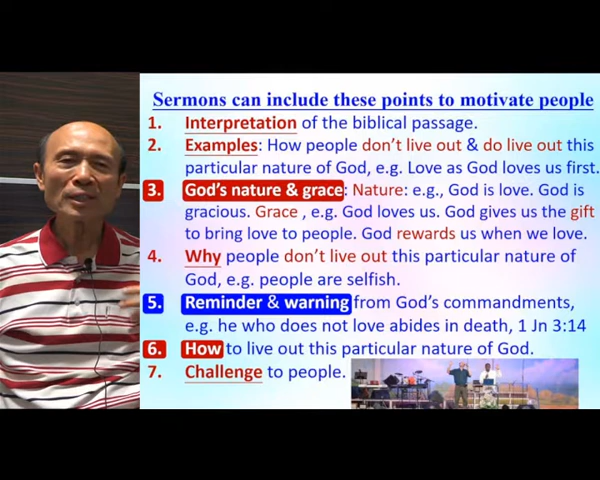 Sermons can include these points to motivate people
1. Interpretation of the biblical passage.
2. Examples: How people don't live out & do live out this
particular nature of God, e.g. Love as God loves us first.
3. God's nature & grace: Nature: e.g., God is love. God is
gracious. Grace , e.g. God loves us. God gives us the gift
to bring love to people. God rewards us when we love.
4. Why people don't live out this particular nature of
God, e.g. people are selfish.
5. Reminder & warning from God's commandments,
e.g. he who does not love abides in death, 1 Jn 3:14
6. How to live out this particular nature of God.
7. Challenge to people.